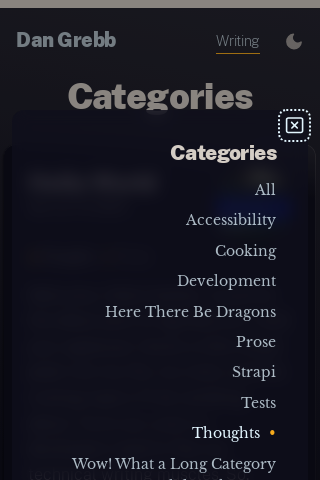 Dan Grebb
Writing
Categories
Categories
All
Accessibility
Cooking
Development
Here There Be Dragons
Prose
Strapi
Tests
Thoughts •
Wow! What a Long Category